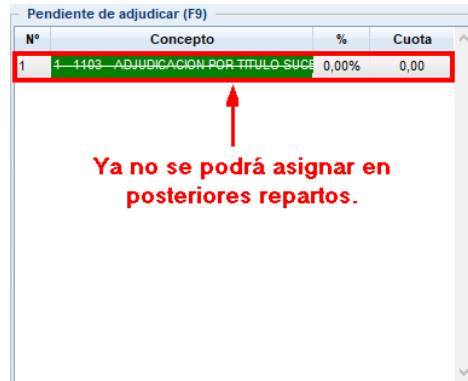 Pendiente de adjudicar (F9)
Nº Concepto % Cuota
1 1 1103 ADJUDICACION POR TITULO SUCE 0,00% 0,00
Ya no se podrá asignar en
posteriores repartos.